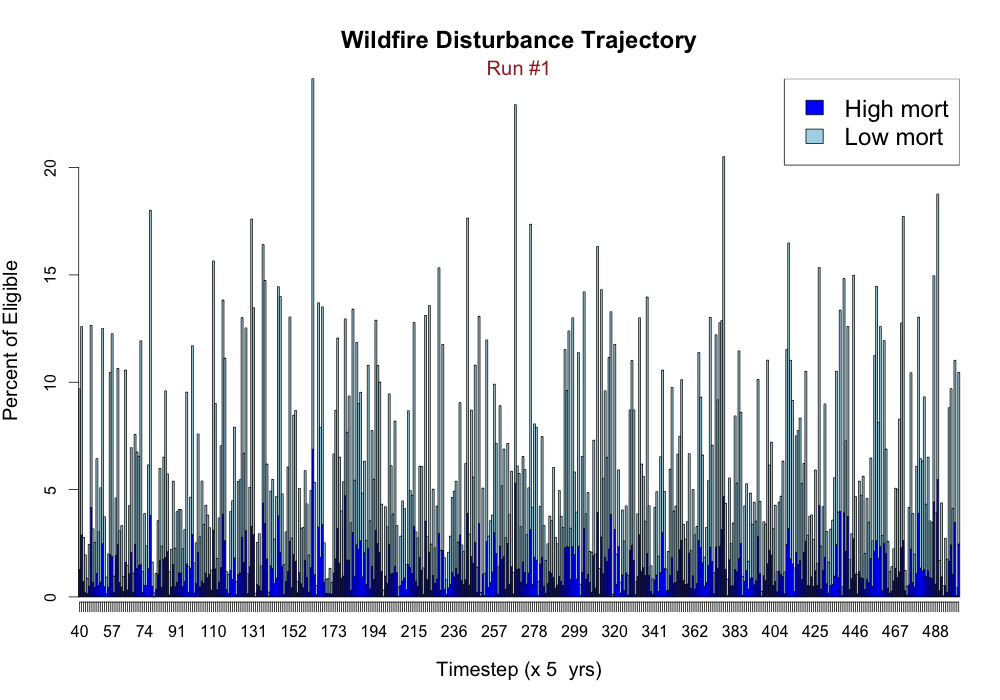 Wildfire Disturbance Trajectory
Run #1
High mort
Low mort
Percent of Eligible
20
15
10
5
0
40 57 74 91 110 131 152 173 194 215 236 257 278 299 320 341 362 383 404 425 446 467 488
Timestep (x 5  yrs)